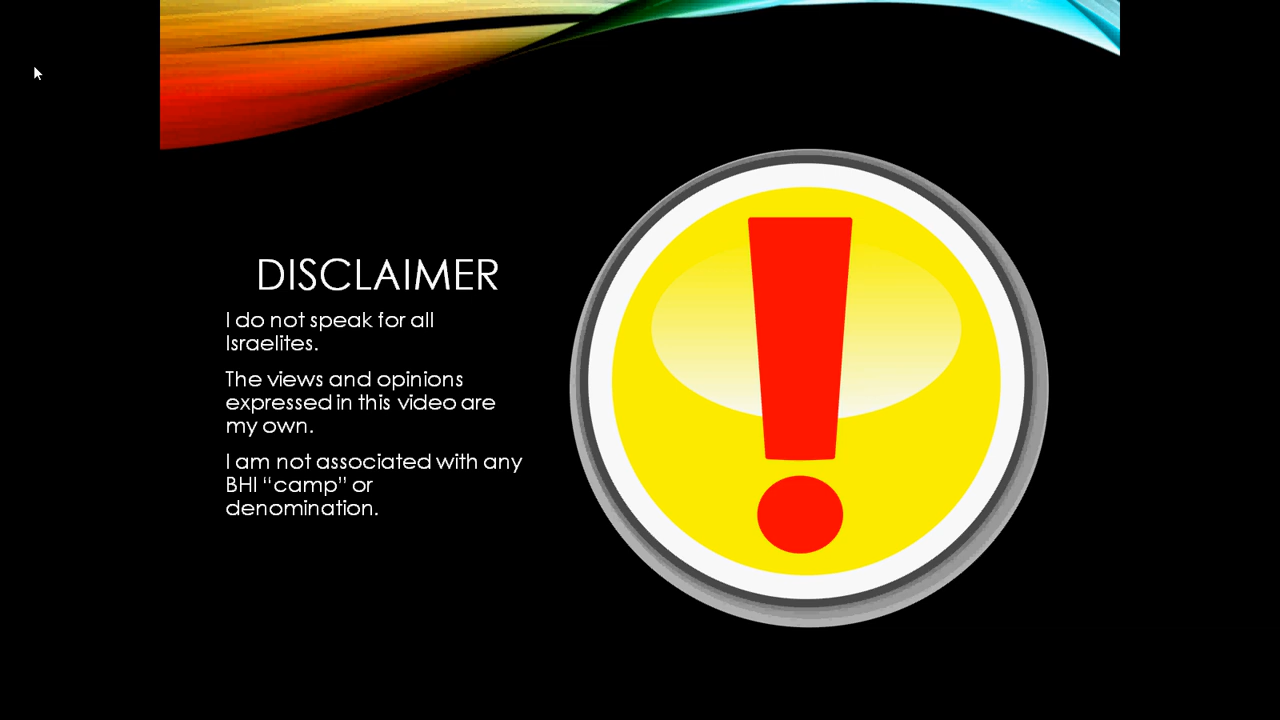 DISCLAIMER
I do not speak for all
Israelites.
The views and opinions
expressed in this video are
my own.
I am not associated with any
BHI “camp” or
denomination.